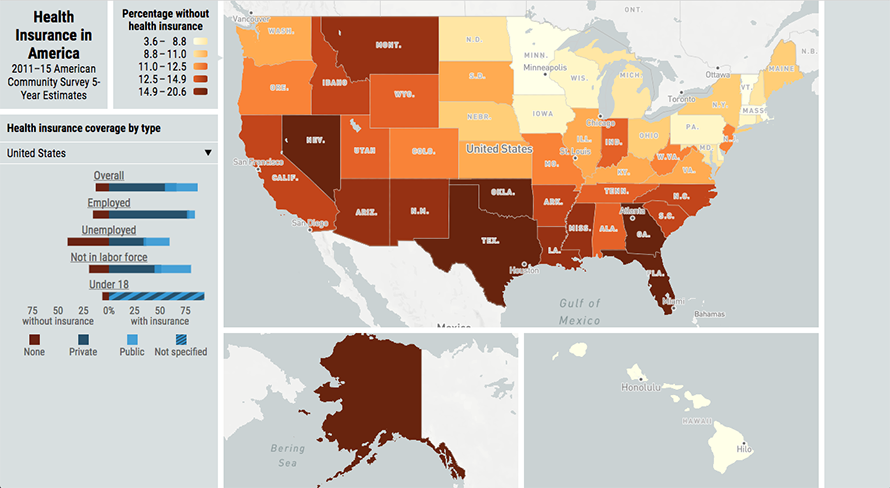 Health
Insurance in
America
2011–15 American
Community Survey 5-
Year Estimates
Percentage without
health insurance
3.6 – 8.8
8.8 – 11.0
11.0 – 12.5
12.5 – 14.9
14.9 – 20.6
Health insurance coverage by type
United States
Overall
Employed
Unemployed
Not in labor force
Under 18
75 50 25 0% 25 50 75
without insurance with insurance
None Private Public Not specified
Vancouver
ONT.
WASH.
MONT.
N.D.
MINN.
Minneapolis
Ottawa
MAINE
N.B.
ORE.
IDAHO
WYO.
S.D.
WIS.
MICH.
Toronto
N.Y.
VT.
MASS.
NEBR.
IOWA
Chicago
PA.
NEV.
UTAH
COLO.
United States
ILL.
IND.
OHIO
N.J.
MD.
San Francisco
CALIF.
MO.
St. Louis
KY.
W.VA.
VA.
San Diego
ARIZ.
N.M.
OKLA.
ARK.
TENN.
N.C.
S.C.
Atlanta
TEX.
LA.
MISS.
ALA.
GA.
Houston
FLA.
Miami
Gulf of
Mexico
Bahamas
Mexico
Bering
Sea
Honolulu
HAWAII
Hilo